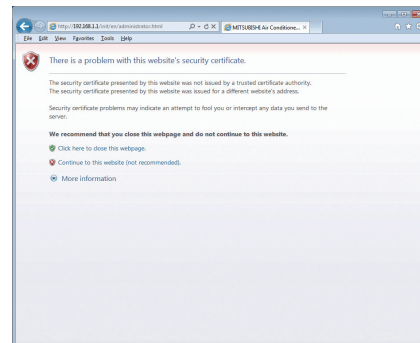 http://192.168.1.1/init/en/administrator.html
MITSUBISHI Air Conditione...
File Edit View Favorites Tools Help
There is a problem with this website's security certificate.
The security certificate presented by this website was not issued by a trusted certificate authority.
The security certificate presented by this website was issued for a different website's address.
Security certificate problems may indicate an attempt to fool you or intercept any data you send to the
server.
We recommend that you close this webpage and do not continue to this website.
Click here to close this webpage.
Continue to this website (not recommended).
More information